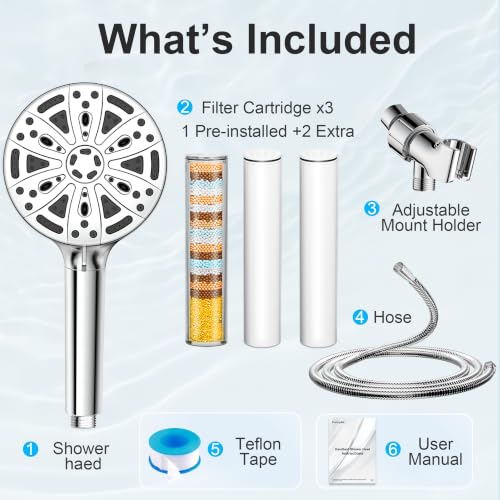 What's Included
2 Filter Cartridge x3
1 Pre-installed +2 Extra
3 Adjustable
Mount Holder
4 Hose
1 Shower
haed
5 Teflon
Tape
6 User
Manual